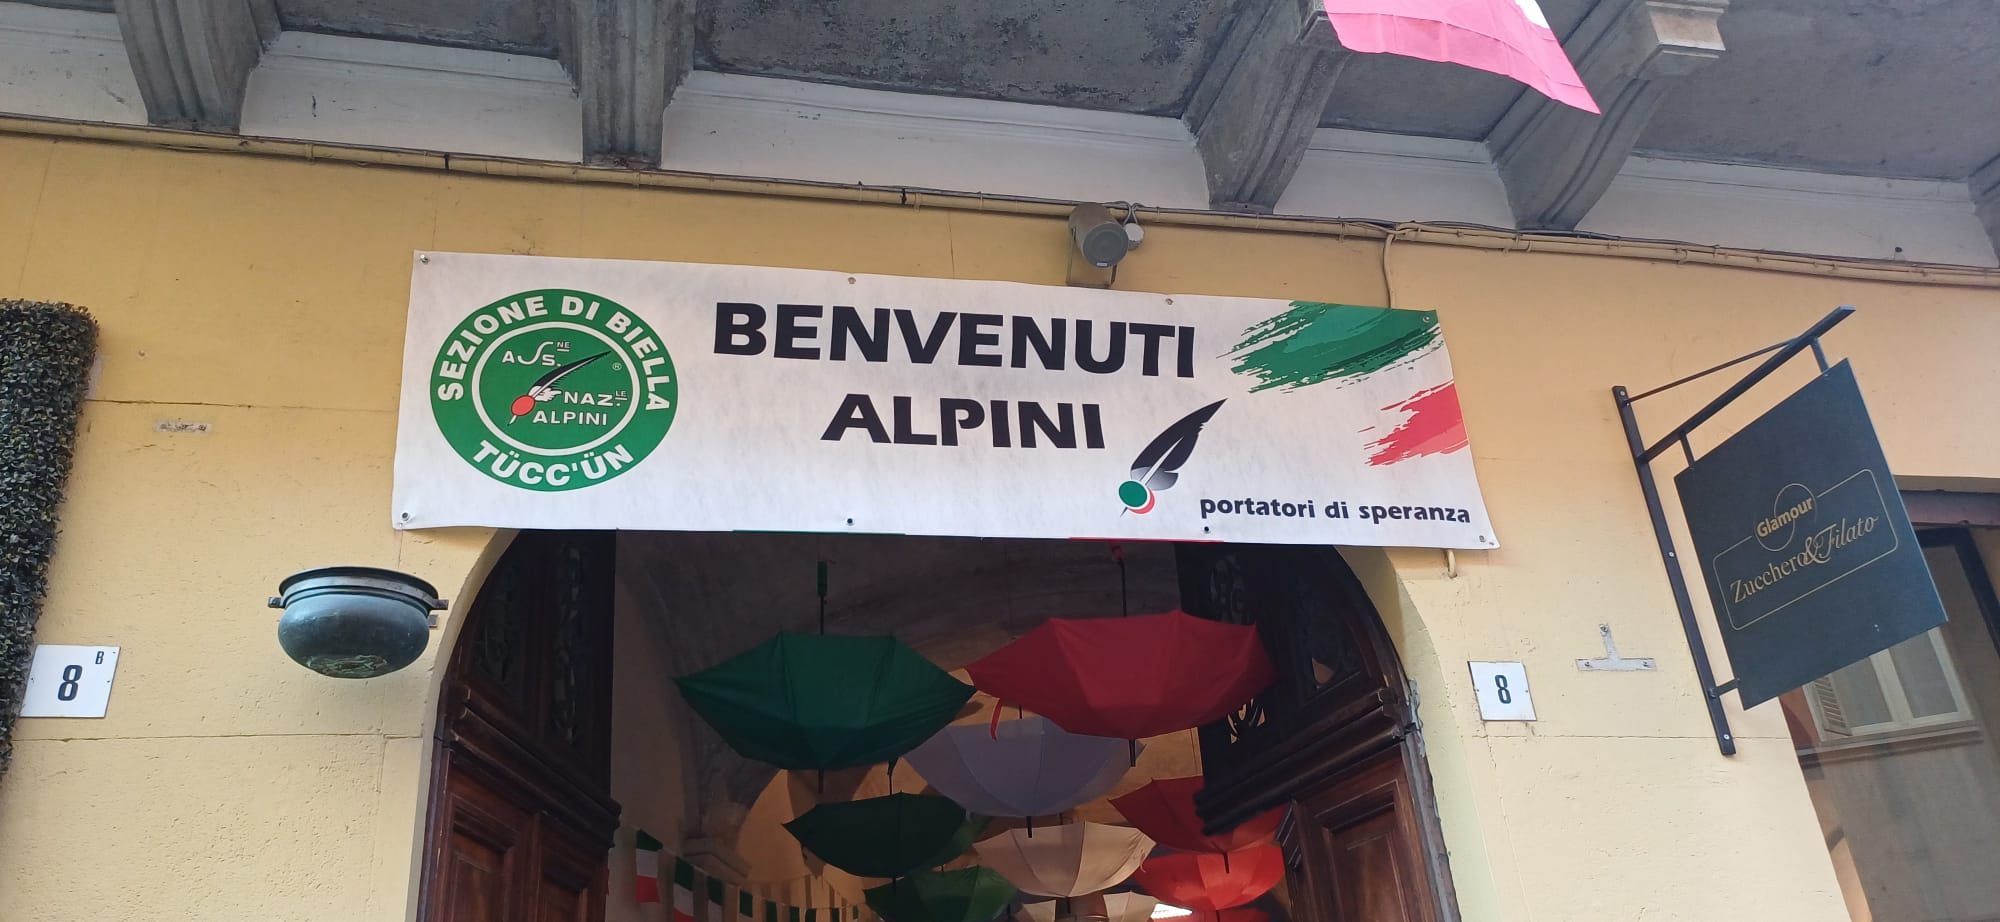 SEZIONE DI BIELLA
ASS.NE
NAZ.LE
ALPINI
®
TÜCC'ÜN
BENVENUTI
ALPINI
portatori di speranza
Glamour
Zucchero&Filato
8 B
8